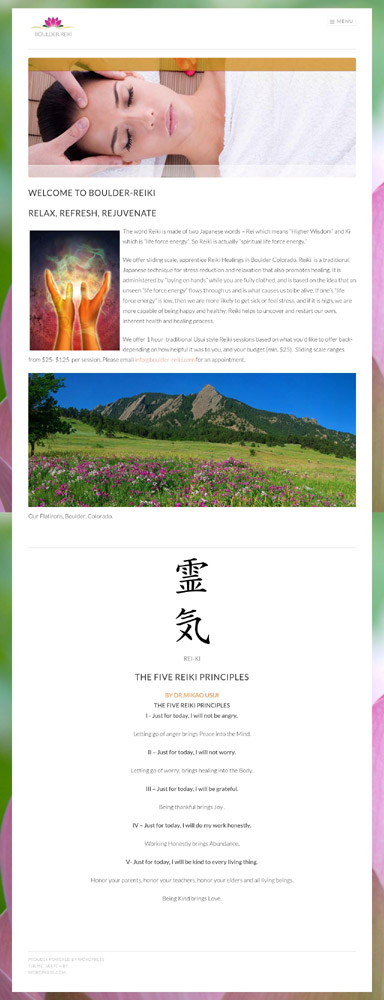 BOULDER-REIKI
MENU
WELCOME TO BOULDER-REIKI
RELAX, REFRESH, REJUVENATE
The word Reiki is made of two Japanese words – Rei which means "Higher Wisdom" and Ki
which is "life force energy". So Reiki is actually "spiritual life force energy."
We offer sliding scale, apprentice Reiki Healings in Boulder Colorado. Reiki is a traditional
Japanese technique for stress reduction and relaxation that also promotes healing. It is
administered by "laying on hands" while you are fully clothed, and is based on the idea that an
unseen "life force energy" flows through us and is what causes us to be alive. If one's "life
force energy" is low, then we are more likely to get sick or feel stress, and if it is high, we are
more capable of being happy and healthy. Reiki helps to uncover and restart our own,
inherent health and healing process.
We offer 1 hour traditional Usui style Reiki sessions based on what you'd like to offer back-
depending on how helpful it was to you, and your budget (min. $25). Sliding scale ranges
from $25- $125 per session. Please email info@boulder-reiki.com for an appointment.
Our Flatirons, Boulder, Colorado.
霊
気
REI-KI
THE FIVE REIKI PRINCIPLES
BY DR.MIKAO USUI
THE FIVE REIKI PRINCIPLES
I - Just for today, I will not be angry.
Letting go of anger brings Peace into the Mind.
II – Just for today, I will not worry.
Letting go of worry, brings healing into the Body.
III – Just for today, I will be grateful.
Being thankful brings Joy.
IV – Just for today, I will do my work honestly.
Working Honestly brings Abundance.
V- Just for today, I will be kind to every living thing.
Honor your parents, honor your teachers, honor your elders and all living beings.
Being Kind brings Love.
PROUDLY POWERED BY WORDPRESS
WORDPRESS.COM